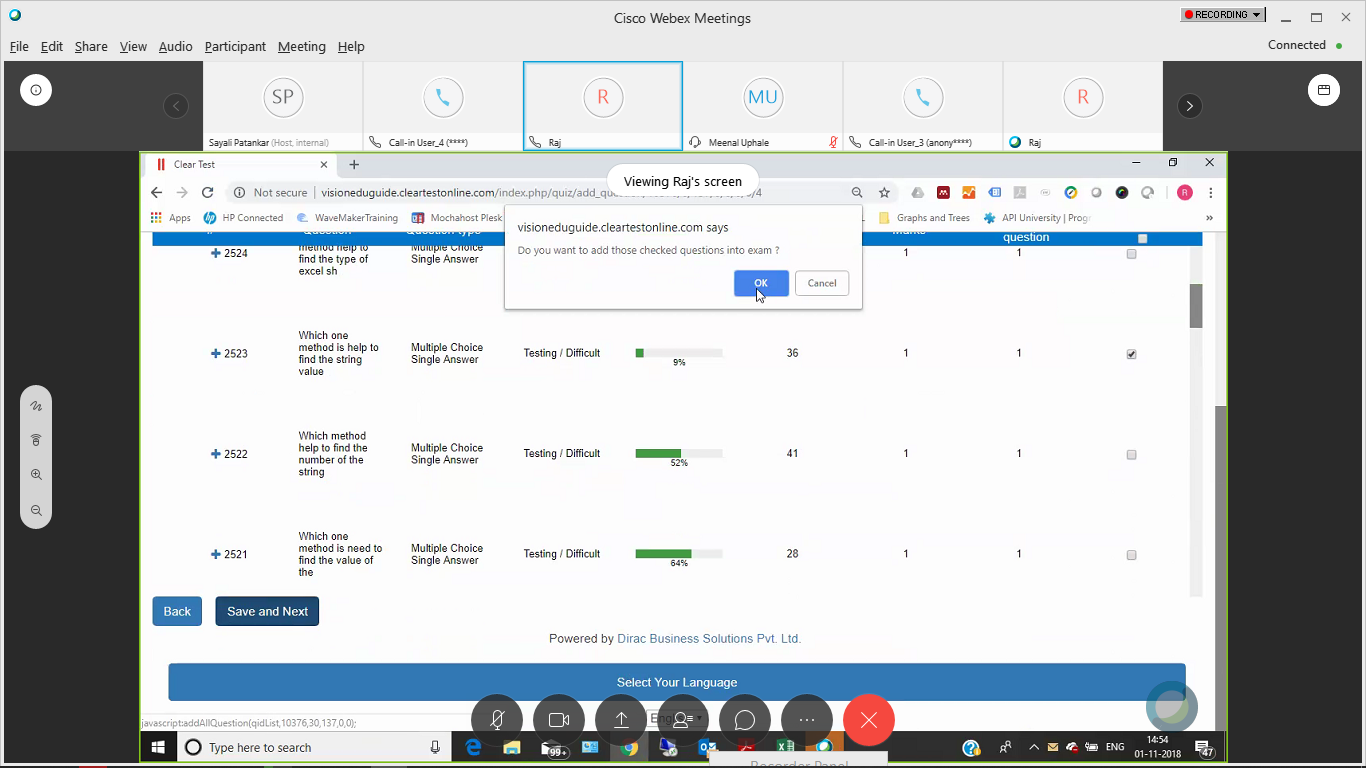 Cisco Webex Meetings
RECORDING
File Edit Share View Audio Participant Meeting Help
Connected
SP
R
MU
R
Sayali Patankar (Host, internal)
Call-in User_4 (****)
Raj
Meenal Uphale
Call-in User_3 (anony****)
Raj
Clear Test
Viewing Raj's screen
Not secure visioneduguide.cleartestonline.com/index.php/quiz/add_
R
Apps HP Connected WaveMakerTraining Mochahost Plesk Graphs and Trees API University | Prog
visioneduguide.cleartestonline.com says
Do you want to add those checked questions into exam ?
OK Cancel
Question Question type Marks question
2524 method help to find the type of excel sh Multiple Choice Single Answer 1 1
2523 Which one method is help to find the string value Multiple Choice Single Answer Testing / Difficult 9% 36 1 1
2522 Which method help to find the number of the string Multiple Choice Single Answer Testing / Difficult 52% 41 1 1
2521 Which one method is need to find the value of the Multiple Choice Single Answer Testing / Difficult 64% 28 1 1
Back Save and Next
Powered by Dirac Business Solutions Pvt. Ltd.
Select Your Language
javascript:addAllQuestion(qidList,10376,30,137,0,0);
Type here to search
99+
ENG
14:54
01-11-2018
47
Recorder Panel